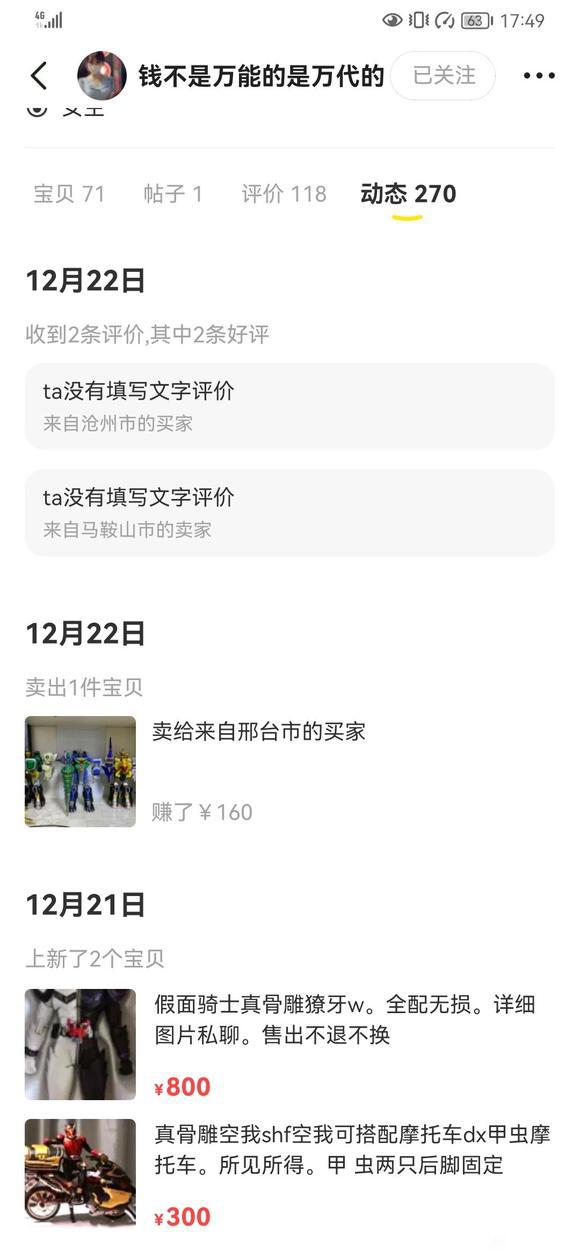 4G 63 17:49
钱不是万能的是万代的 已关注
宝贝 71 帖子 1 评价 118 动态 270
12月22日
收到2条评价,其中2条好评
ta没有填写文字评价
来自沧州市的买家
ta没有填写文字评价
来自马鞍山市的卖家
12月22日
卖出1件宝贝
卖给来自邢台市的买家
赚了￥160
12月21日
上新了2个宝贝
假面骑士真骨雕獠牙w。全配无损。详细
图片私聊。售出不退不换
¥800
真骨雕空我shf空我可搭配摩托车dx甲虫摩
托车。所见所得。甲 虫两只后脚固定
¥300